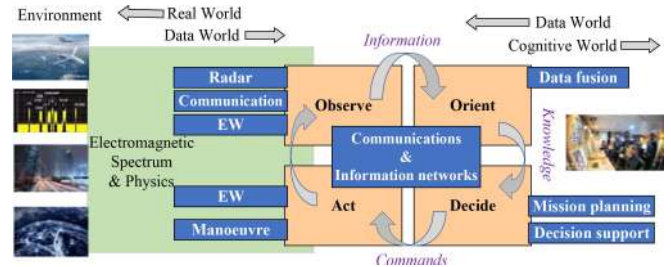 Environment
Real World
Data World
Information
Data World
Cognitive World
Radar
Communication
EW
Observe
Orient
Data fusion
Electromagnetic
Spectrum
& Physics
Communications
&
Information networks
Knowledge
EW
Manoeuvre
Act
Decide
Mission planning
Decision support
Commands